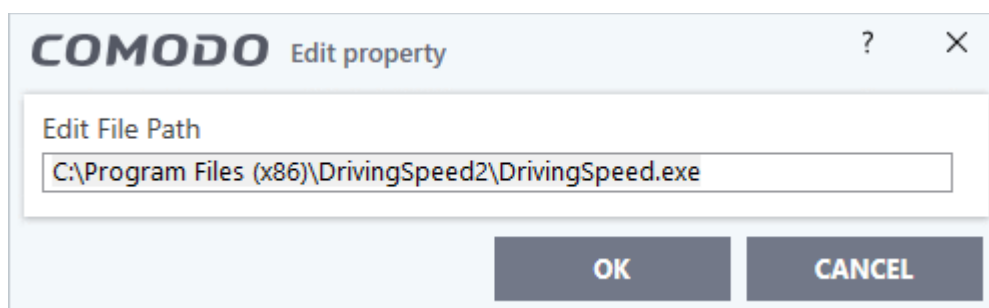 COMODO Edit property ? ×
Edit File Path
C:\Program Files (x86)\DrivingSpeed2\DrivingSpeed.exe
OK CANCEL